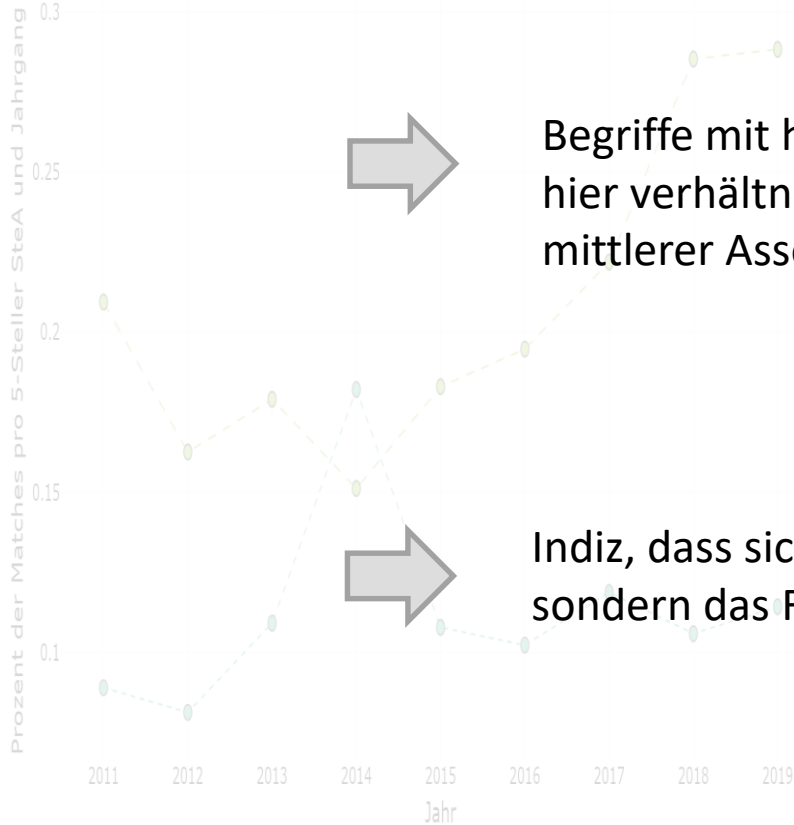 Prozent der Matches pro 5-Steller SteA und Jahrgang
0.3
0.25
0.2
0.15
0.1
Begriffe mit h
hier verhältn
mittlerer Ass
Indiz, dass sic
sondern das
2011 2012 2013 2014 2015 2016 2017 2018 2019
Jahr